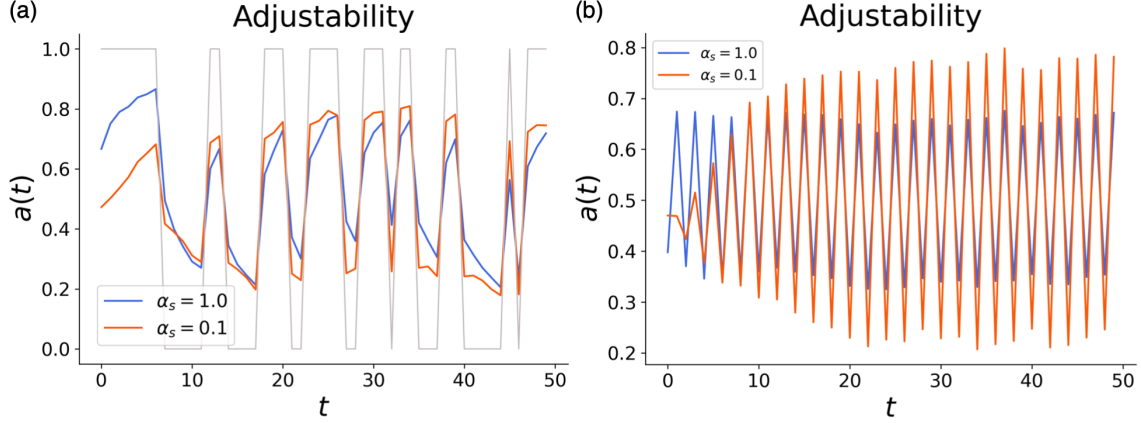 (a)
Adjustability
1.0
0.8
0.6
0.4
0.2
0.0
a(t)
α_s = 1.0
α_s = 0.1
0 10 20 30 40 50
t
(b)
Adjustability
0.8
0.7
0.6
0.5
0.4
0.3
0.2
a(t)
α_s = 1.0
α_s = 0.1
0 10 20 30 40 50
t